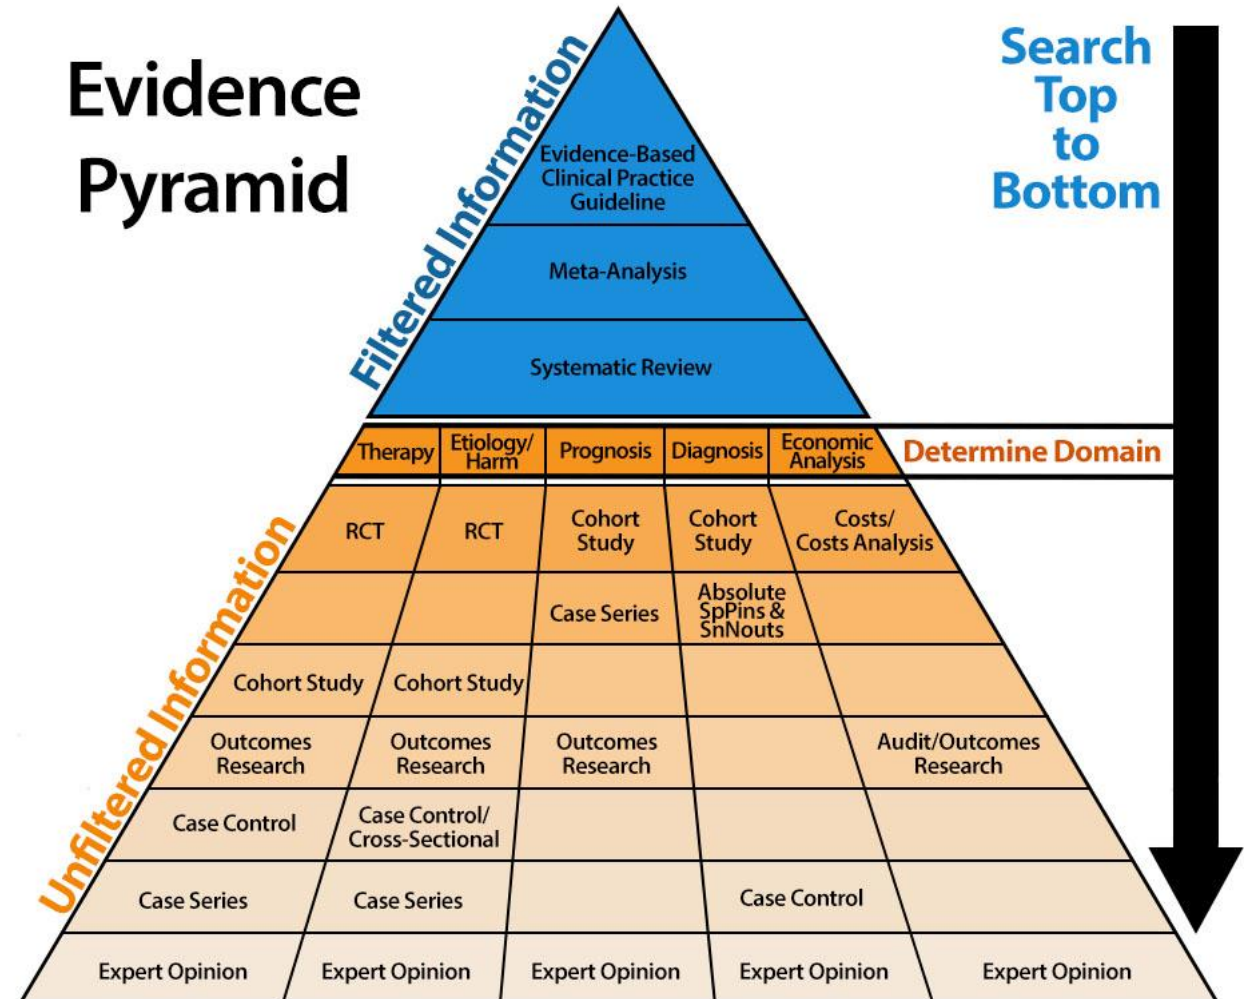 Evidence
Pyramid
Filtered Information
Search
Top
to
Bottom
Evidence-Based
Clinical Practice
Guideline
Meta-Analysis
Systematic Review
Therapy
Etiology/
Harm
Prognosis
Diagnosis
Economic
Analysis
Determine Domain
Unfiltered Information
RCT
RCT
Cohort
Study
Cohort
Study
Costs/
Costs Analysis
Case Series
Absolute
SpPins &
SnNouts
Cohort Study
Cohort Study
Outcomes
Research
Outcomes
Research
Outcomes
Research
Audit/Outcomes
Research
Case Control
Case Control/
Cross-Sectional
Case Series
Case Series
Case Control
Expert Opinion
Expert Opinion
Expert Opinion
Expert Opinion
Expert Opinion